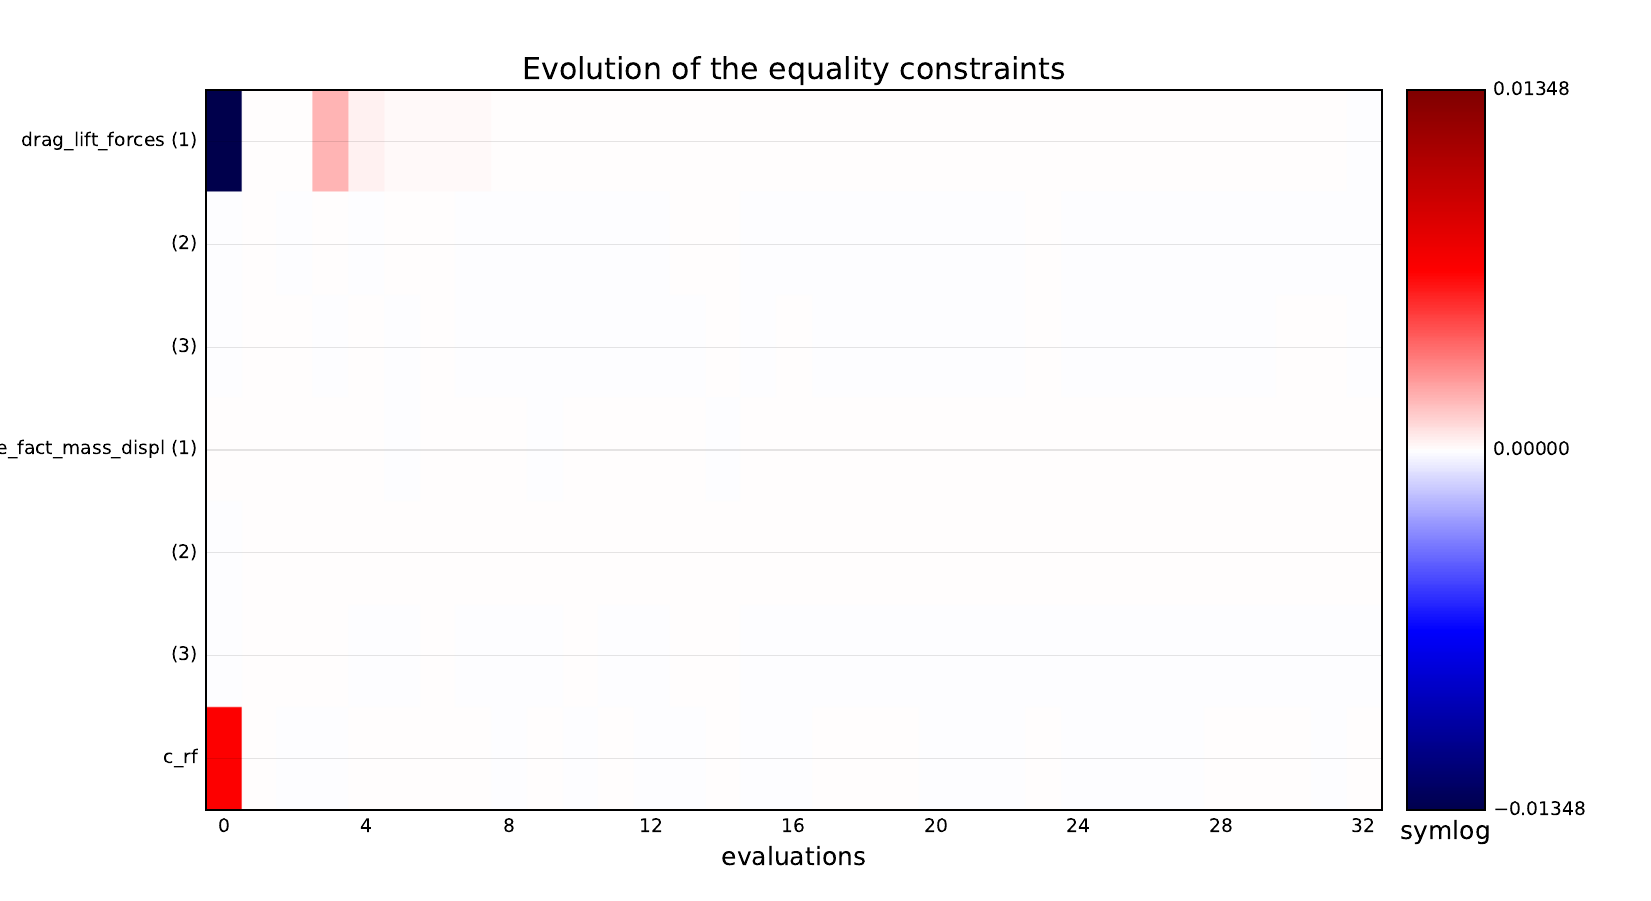 Evolution of the equality constraints
0.01348
drag_lift_forces (1)
(2)
(3)
e_fact_mass_displ (1)
0.00000
(2)
(3)
c_rf
−0.01348
0 4 8 12 16 20 24 28 32
symlog
evaluations